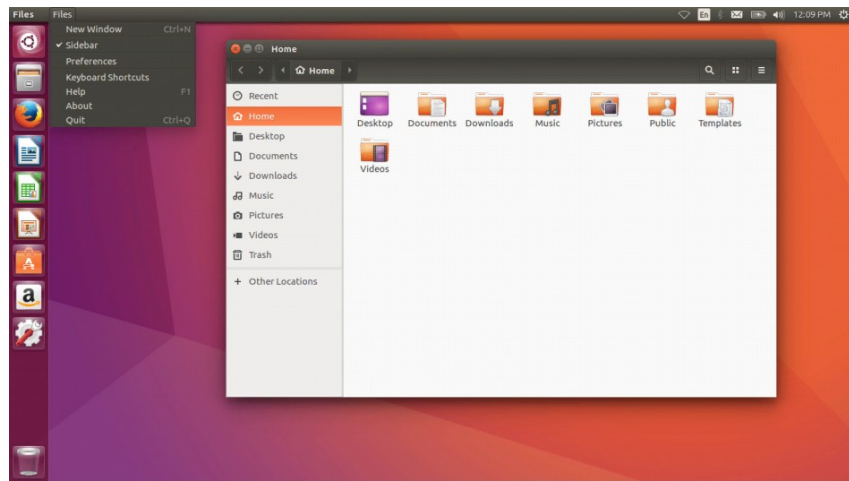 Files Files En 12:09 PM
New Window Ctrl+N
Sidebar
Preferences
Keyboard Shortcuts
Help F1
About
Quit Ctrl+Q
Home
Home
Recent
Home
Desktop
Documents
Downloads
Music
Pictures
Videos
Trash
+ Other Locations
Desktop Documents Downloads Music Pictures Public Templates
Videos
A
a